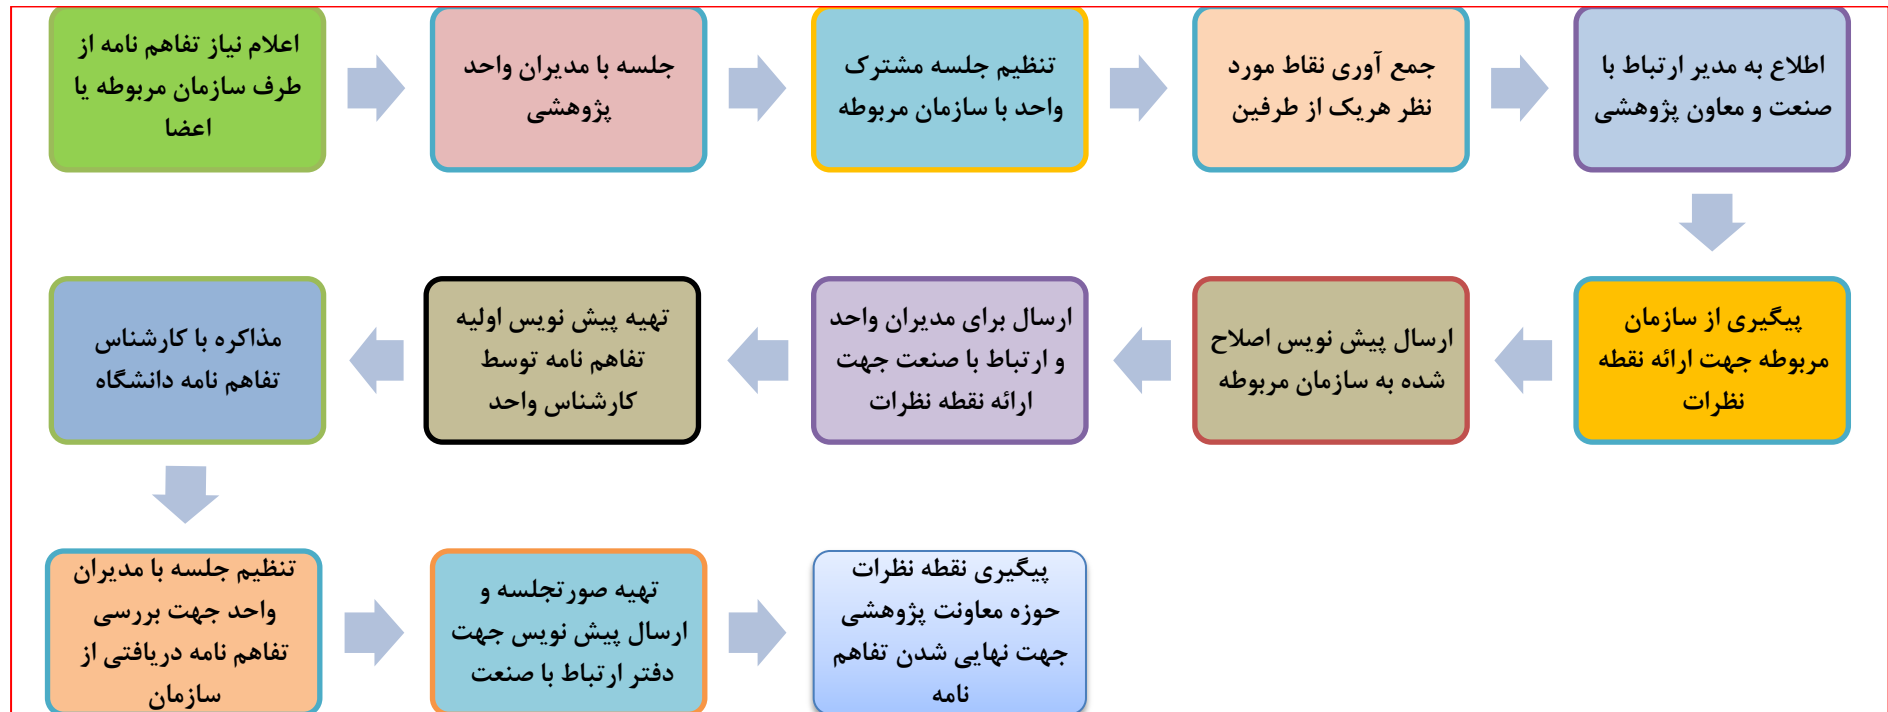 اعلام نیاز تفاهم نامه از
طرف سازمان مربوطه یا
اعضا
جلسه با مدیران واحد
پژوهشی
تنظیم جلسه مشترک
واحد با سازمان مربوطه
جمع آوری نقاط مورد
نظر هریک از طرفین
اطلاع به مدیر ارتباط با
صنعت و معاون پژوهشی
پیگیری از سازمان
مربوطه جهت ارائه نقطه
نظرات
ارسال پیش نویس اصلاح
شده به سازمان مربوطه
ارسال برای مدیران واحد
و ارتباط با صنعت جهت
ارائه نقطه نظرات
تهیه پیش نویس اولیه
تفاهم نامه توسط
کارشناس واحد
مذاکره با کارشناس
تفاهم نامه دانشگاه
تنظیم جلسه با مدیران
واحد جهت بررسی
تفاهم نامه دریافتی از
سازمان
تهیه صورتجلسه و
ارسال پیش نویس جهت
دفتر ارتباط با صنعت
پیگیری نقطه نظرات
حوزه معاونت پژوهشی
جهت نهایی شدن تفاهم
نامه